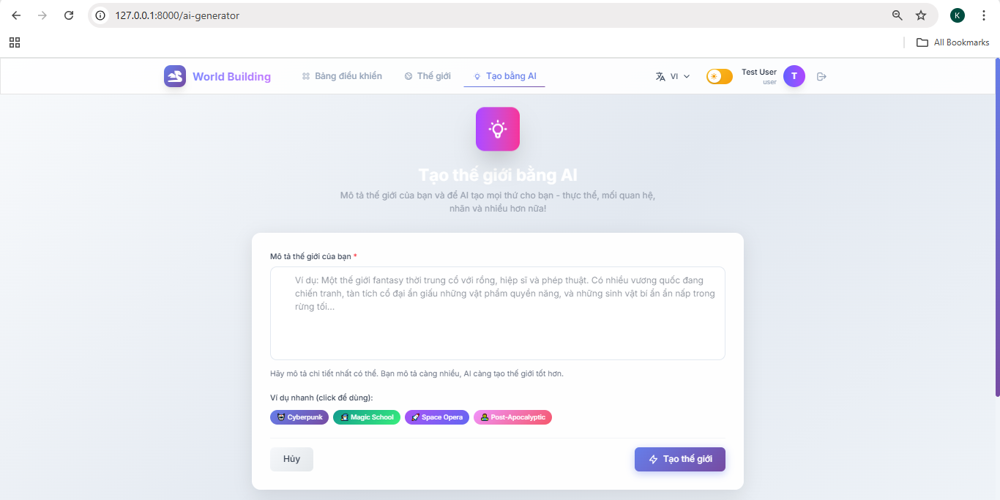 127.0.0.1:8000/ai-generator
K
All Bookmarks
World Building
Bảng điều khiển
Thế giới
Tạo bằng AI
VI
Test User
user
T
Tạo thế giới bằng AI
Mô tả thế giới của bạn và để AI tạo mọi thứ cho bạn - thực thể, mối quan hệ,
nhãn và nhiều hơn nữa!
Mô tả thế giới của bạn *
Ví dụ: Một thế giới fantasy thời trung cổ với rồng, hiệp sĩ và phép thuật. Có nhiều vương quốc đang
chiến tranh, tàn tích cổ đại ẩn giấu những vật phẩm quyền năng, và những sinh vật bí ẩn ẩn nấp trong
rừng tối...
Hãy mô tả chi tiết nhất có thể. Bạn mô tả càng nhiều, AI càng tạo thế giới tốt hơn.
Ví dụ nhanh (click để dùng):
Cyberpunk
Magic School
Space Opera
Post-Apocalyptic
Hủy
Tạo thế giới